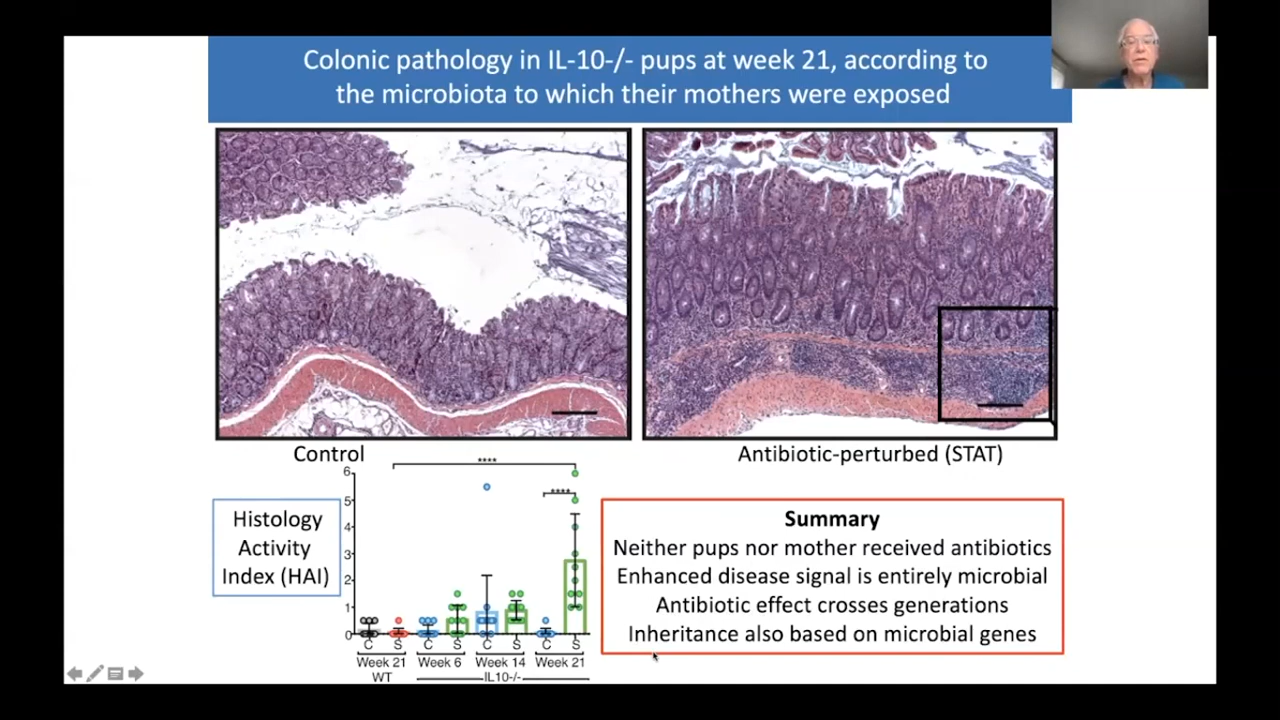 Colonic pathology in IL-10-/- pups at week 21, according to
the microbiota to which their mothers were exposed
Control
Antibiotic-perturbed (STAT)
Histology
Activity
Index (HAI)
6
5
4
3
2
1
0
****
****
C S C S C S C S
Week 21 Week 6 Week 14 Week 21
WT IL10-/-
Summary
Neither pups nor mother received antibiotics
Enhanced disease signal is entirely microbial
Antibiotic effect crosses generations
Inheritance also based on microbial genes